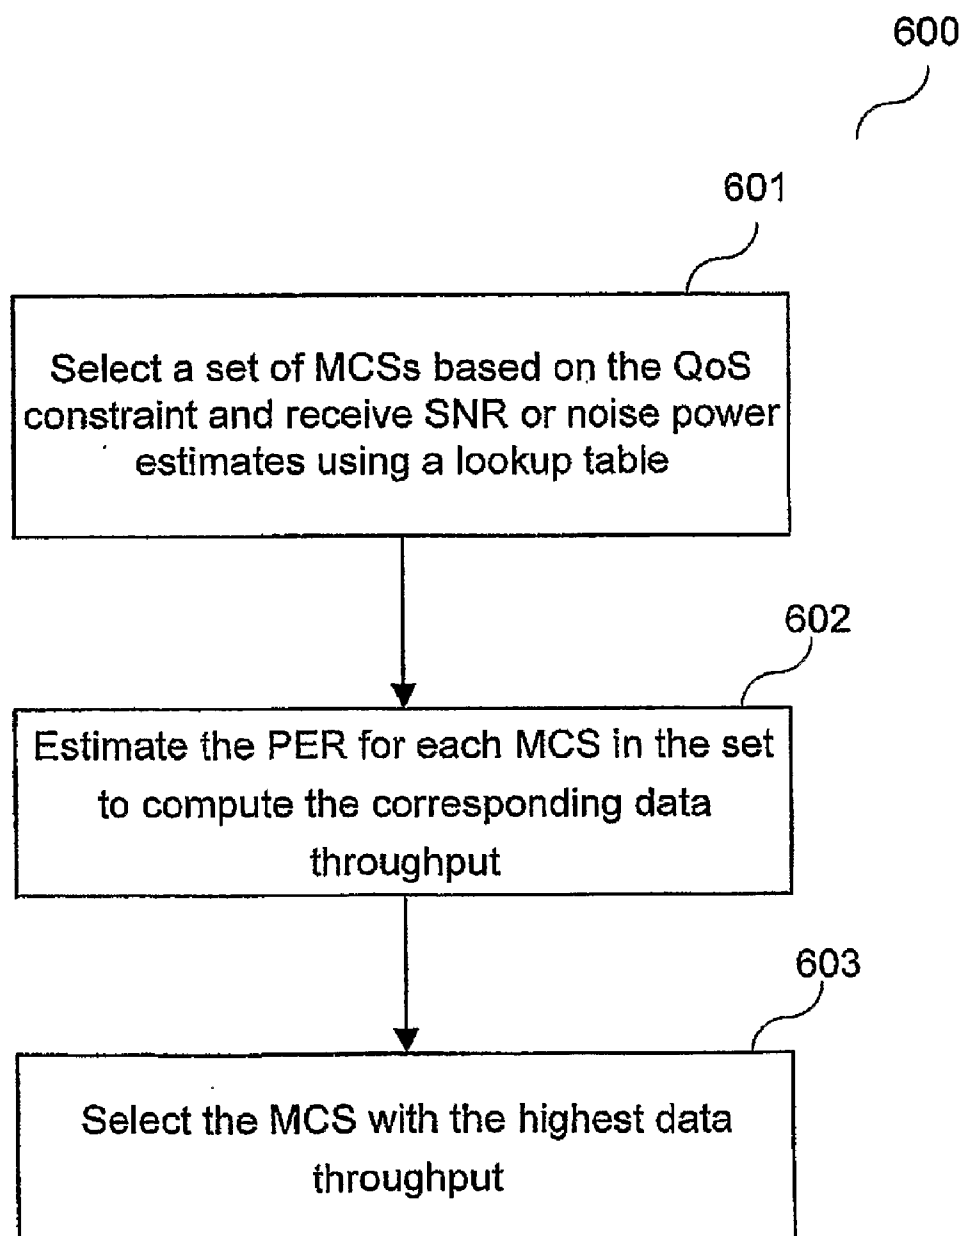 600
601
Select a set of MCSs based on the QoS
constraint and receive SNR or noise power
estimates using a lookup table
602
Estimate the PER for each MCS in the set
to compute the corresponding data
throughput
603
Select the MCS with the highest data
throughput